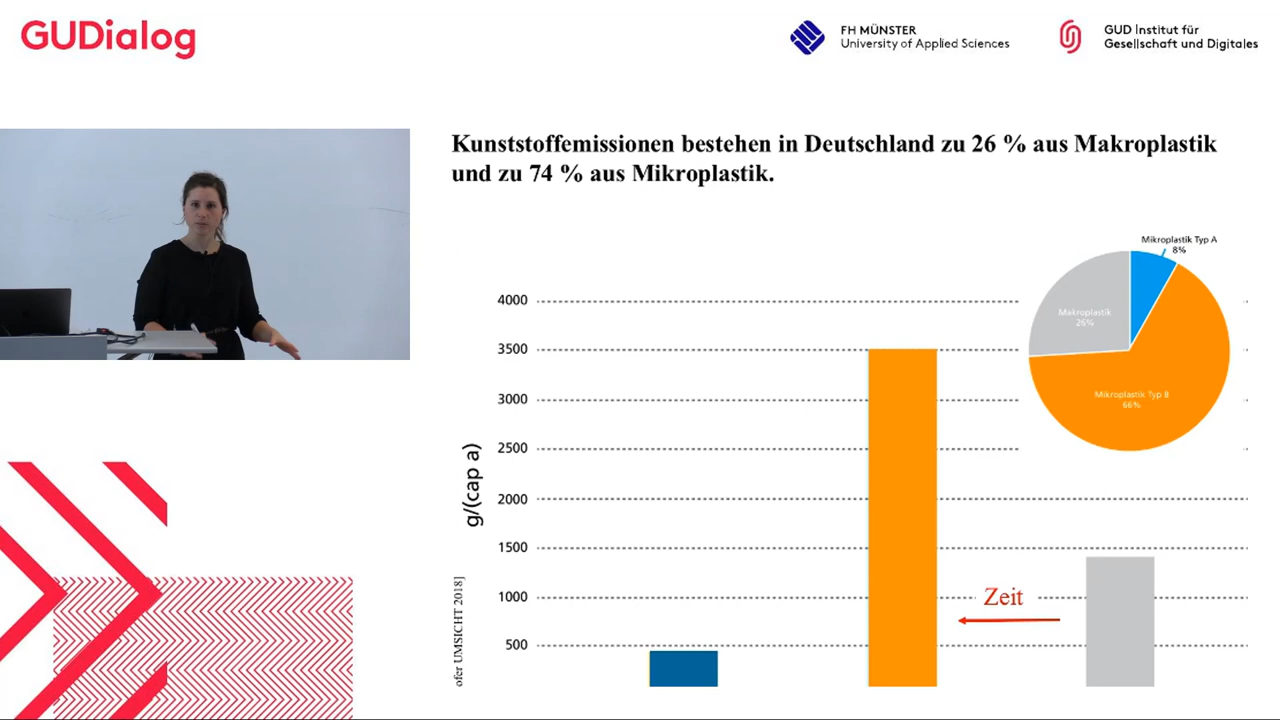 GUDialog
FH MÜNSTER
University of Applied Sciences
GUD Institut für
Gesellschaft und Digitales
Kunststoffemissionen bestehen in Deutschland zu 26 % aus Makroplastik
und zu 74 % aus Mikroplastik.
Mikroplastik Typ A
8%
Makroplastik
26%
Mikroplastik Typ B
66%
4000
3500
3000
2500
2000
1500
1000
500
g/(cap a)
Zeit
UMSICHT 2018]